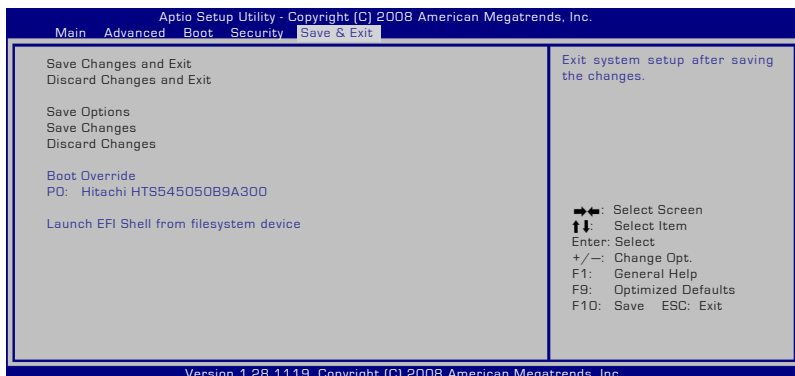 Aptio Setup Utility - Copyright (C) 2008 American Megatrends, Inc.
Main Advanced Boot Security Save & Exit
Save Changes and Exit
Discard Changes and Exit
Save Options
Save Changes
Discard Changes
Boot Override
P0: Hitachi HTS545050B9A300
Launch EFI Shell from filesystem device
Exit system setup after saving
the changes.
➡⬅: Select Screen
⬆⬇: Select Item
Enter: Select
+/—: Change Opt.
F1: General Help
F9: Optimized Defaults
F10: Save ESC: Exit
Version 1.28.1119. Copyright (C) 2008 American Megatrends, Inc.